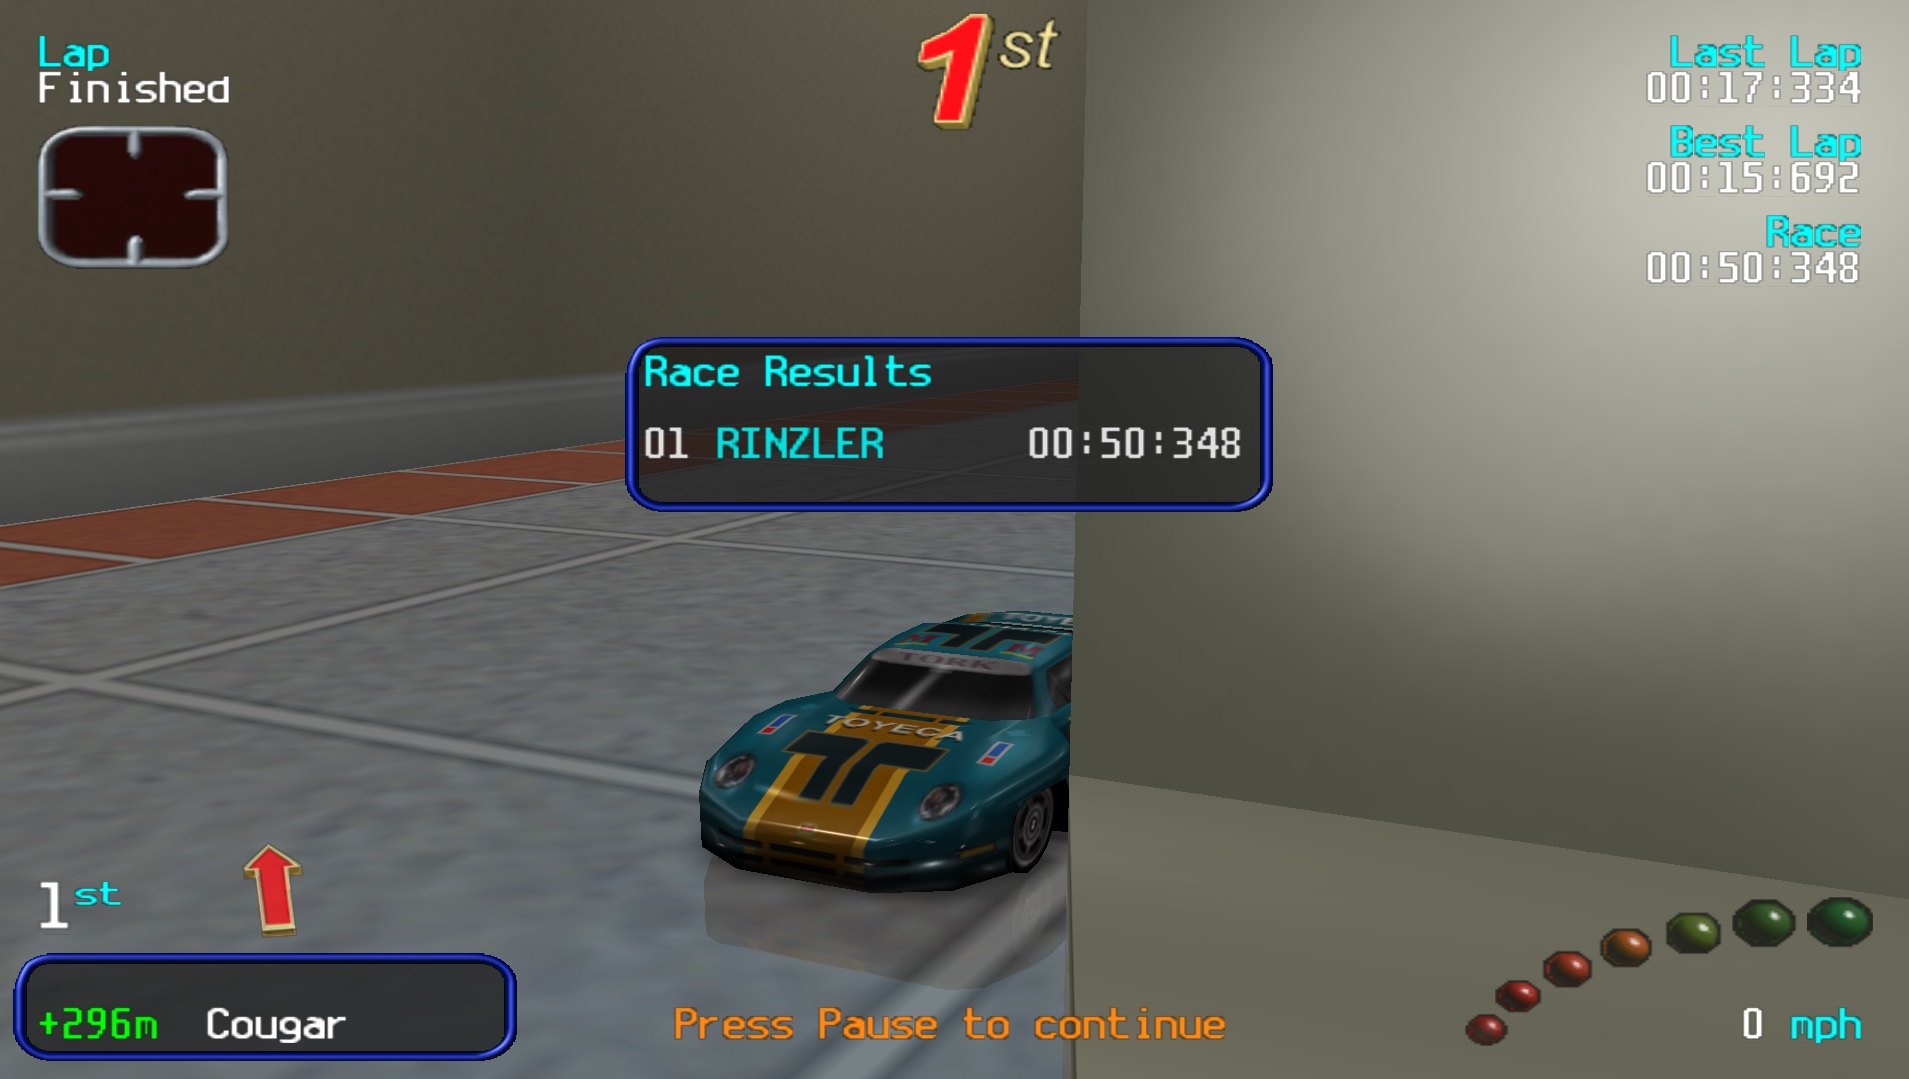 Lap
Finished
1st
Last Lap
00:17:334
Best Lap
00:15:692
Race
00:50:348
Race Results
01 RINZLER 00:50:348
TORK
TOYECA
1st
+296m Cougar
Press Pause to continue
0 mph